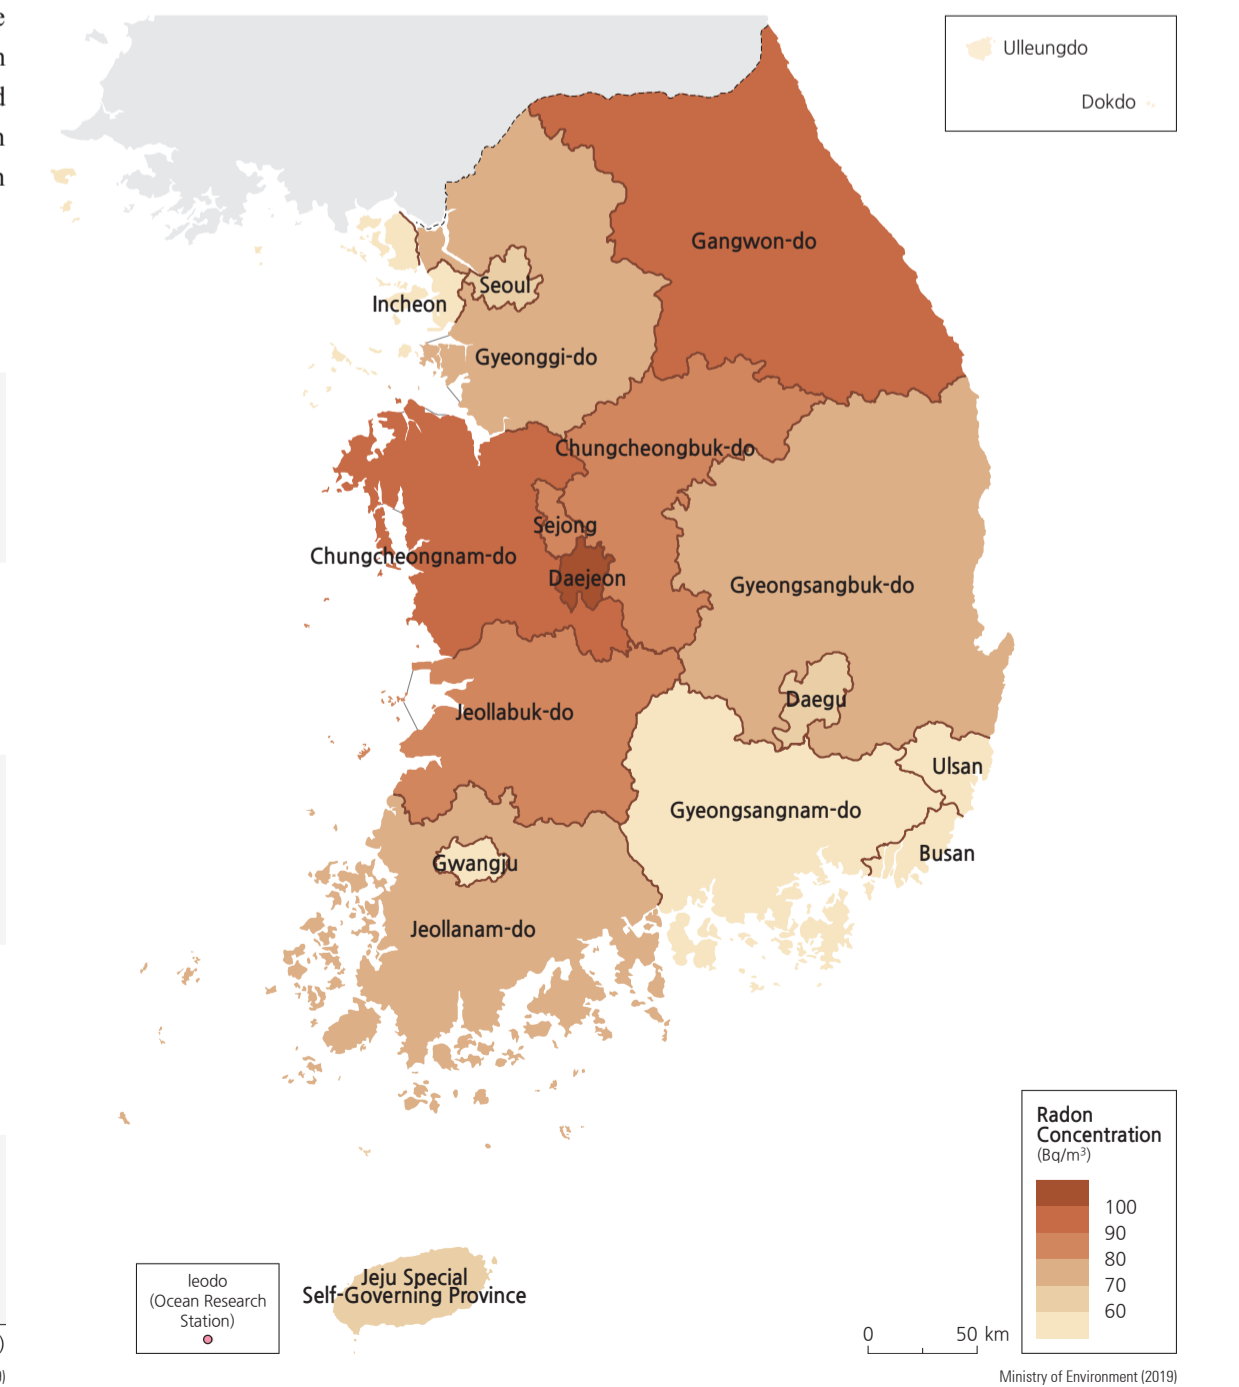 e
n
d
n
n
Ulleungdo
Dokdo
Gangwon-do
Seoul
Incheon
Gyeonggi-do
Chungcheongbuk-do
Sejong
Chungcheongnam-do
Daejeon
Gyeongsangbuk-do
Daegu
Jeollabuk-do
Ulsan
Gyeongsangnam-do
Busan
Gwangju
Jeollanam-do
Radon
Concentration
(Bq/m³)
100
90
80
70
60
Jeju Special
Self-Governing Province
Ieodo
(Ocean Research
Station)
0 50 km
)
)
Ministry of Environment (2019)